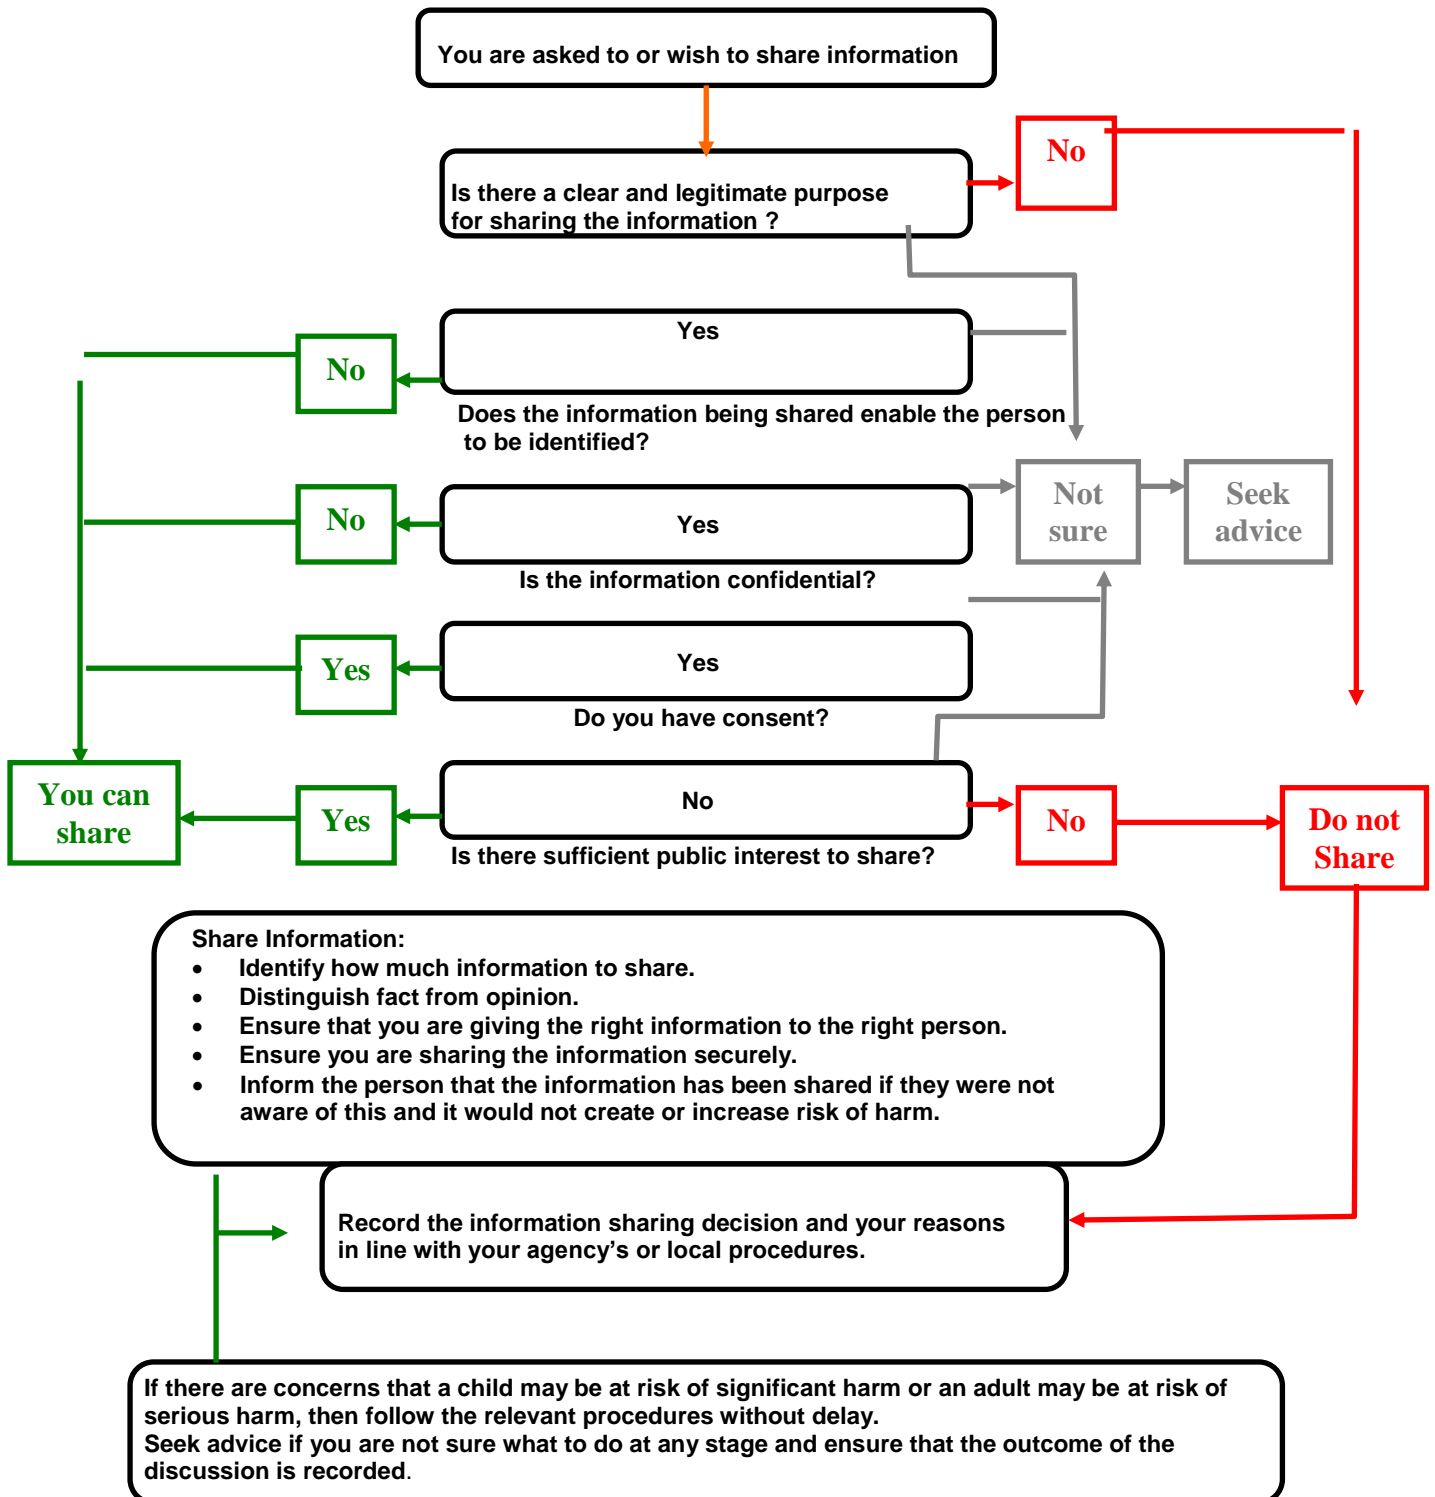 You are asked to or wish to share information
No
Is there a clear and legitimate purpose
for sharing the information ?
Yes
No
Does the information being shared enable the person
to be identified?
Not
sure
Seek
advice
No
Yes
Is the information confidential?
Yes
Yes
Do you have consent?
You can
share
Yes
No
No
Do not
Share
Is there sufficient public interest to share?
Share Information:
• Identify how much information to share.
• Distinguish fact from opinion.
• Ensure that you are giving the right information to the right person.
• Ensure you are sharing the information securely.
• Inform the person that the information has been shared if they were not
aware of this and it would not create or increase risk of harm.
Record the information sharing decision and your reasons
in line with your agency’s or local procedures.
If there are concerns that a child may be at risk of significant harm or an adult may be at risk of
serious harm, then follow the relevant procedures without delay.
Seek advice if you are not sure what to do at any stage and ensure that the outcome of the
discussion is recorded.